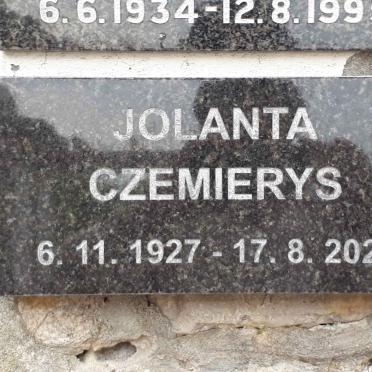 6.6.1934-12.8.199
JOLANTA
CZEMIERYS
6. 11. 1927 - 17. 8. 202